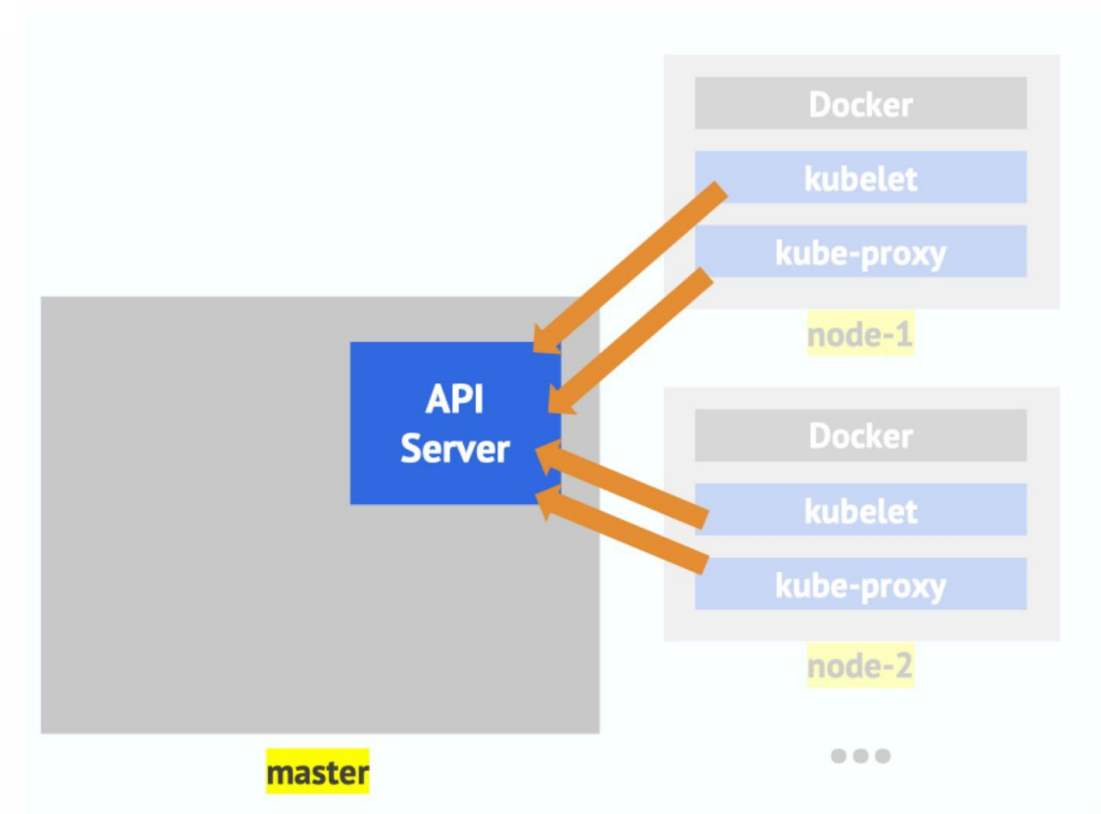 Docker
kubelet
kube-proxy
node-1
API
Server
Docker
kubelet
kube-proxy
node-2
master